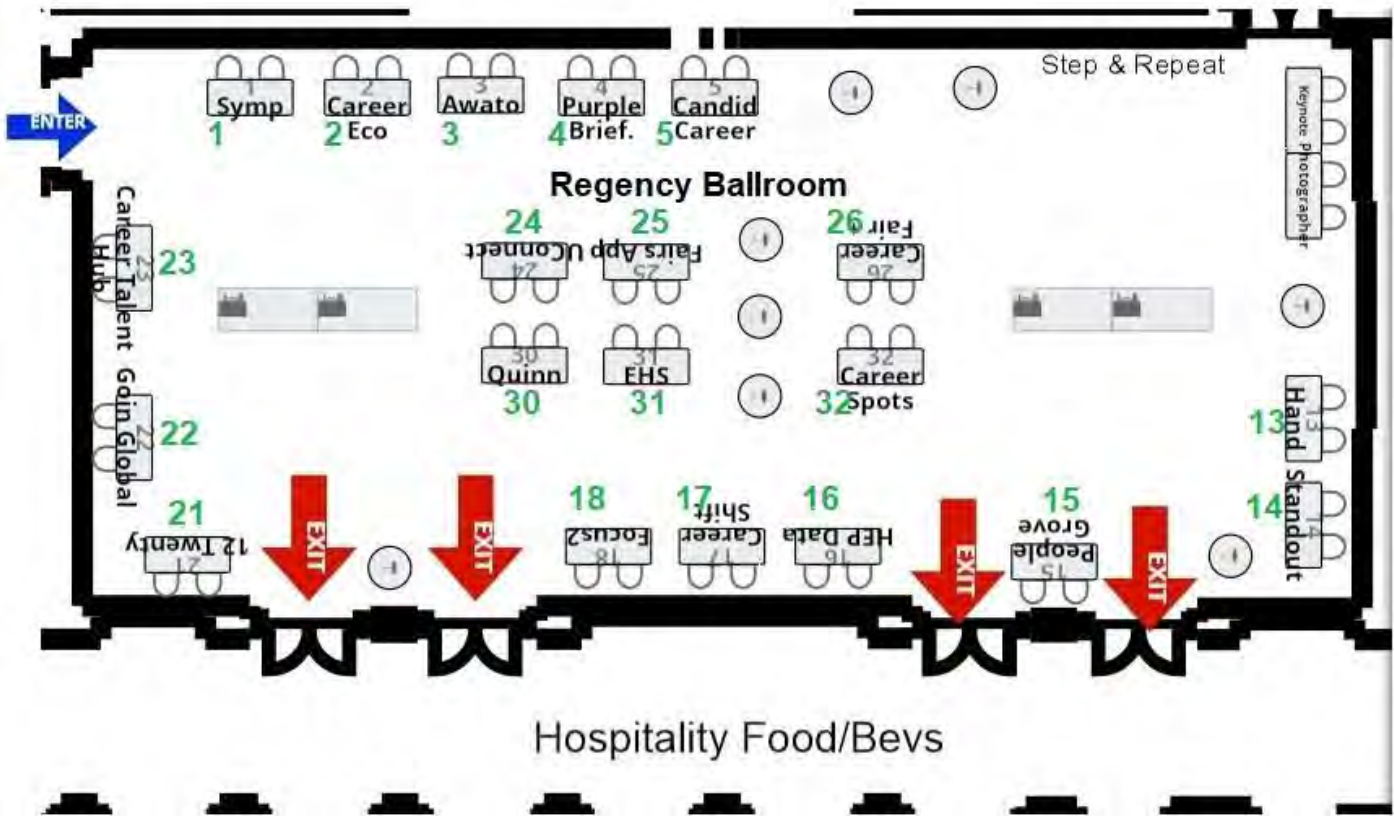 Step & Repeat
ENTER
1
Symp
1
2
Career
Eco
2
3
Awato
3
4
Purple
Brief.
4
5
Candid
Career
5
Keynote Photographer
Regency Ballroom
23
Career Talent
Hub
23
24
U Connect
24
25
Fairs App
25
26
Career
Fair +
26
30
Quinn
30
31
EHS
31
32
Career
Spots
32
22
Goin Global
22
13
Hand
13
14
Standout
14
21
12 Twenty
21
EXIT
EXIT
18
Focus2
18
17
Career
Shift
17
16
HEP Data
16
EXIT
15
People
Grove
15
EXIT
Hospitality Food/Bevs